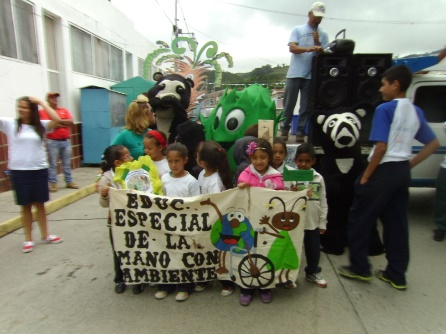 EDUC.
ESPECIAL
DE LA
MANO CON
AMBIENTE